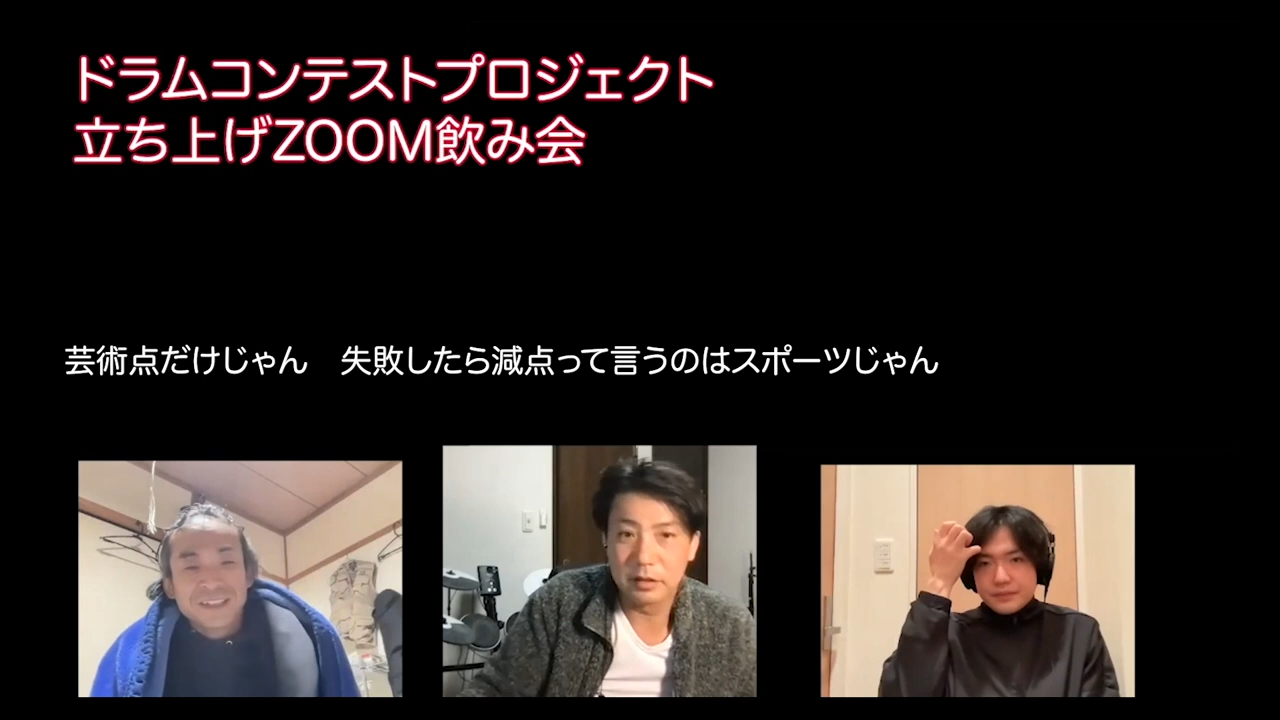 ドラムコンテストプロジェクト
立ち上げZOOM飲み会
芸術点だけじゃん　失敗したら減点って言うのはスポーツじゃん